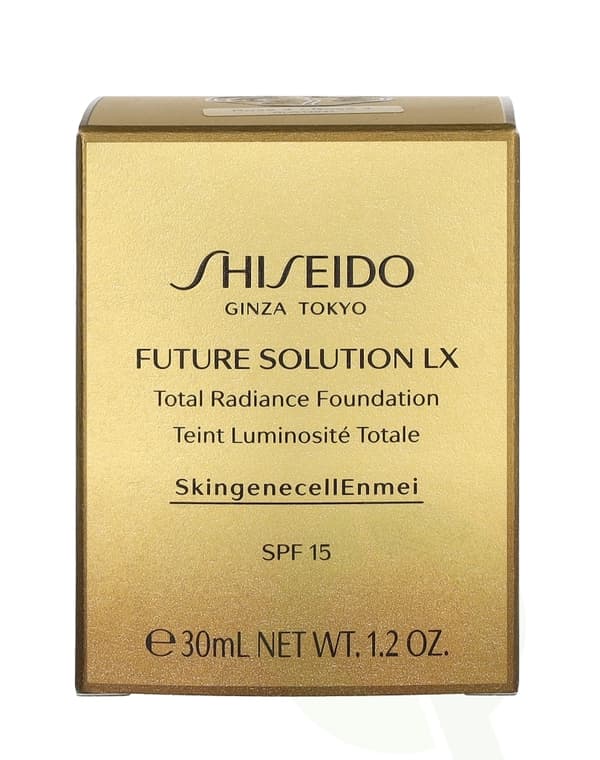 SHISEIDO
GINZA TOKYO
FUTURE SOLUTION LX
Total Radiance Foundation
Teint Luminosité Totale
SkingenecellEnmei
SPF 15
℮30mL NET WT. 1.2 OZ.